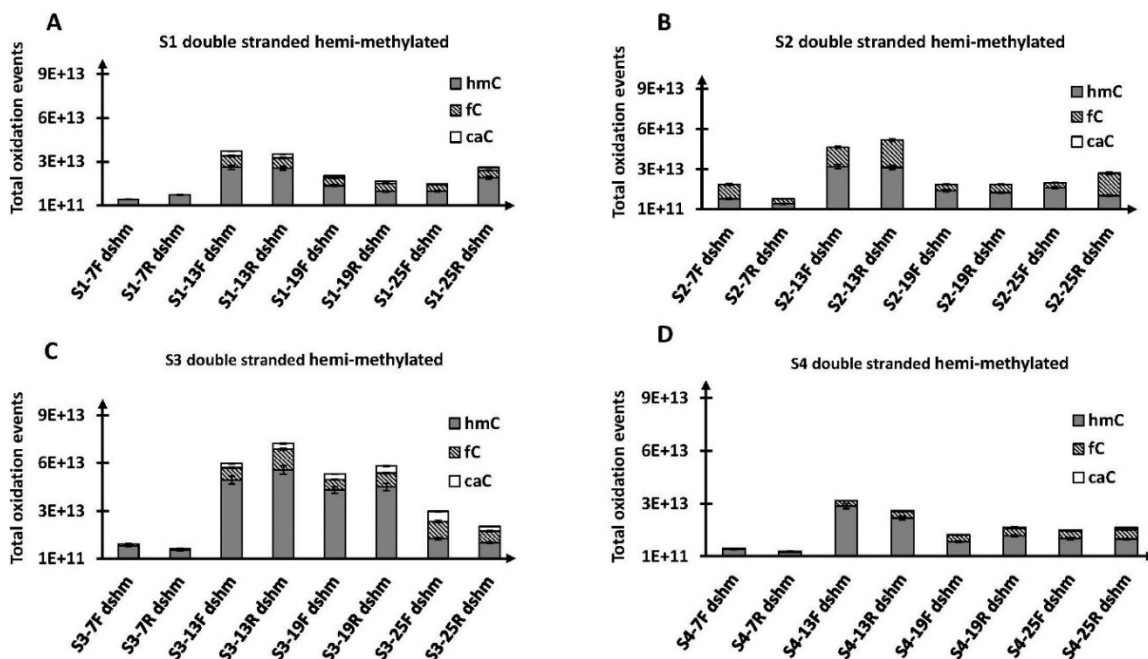 A
S1 double stranded hemi-methylated
Total oxidation events
9E+13
6E+13
3E+13
1E+11
hmC
fC
caC
S1-7F dshm
S1-7R dshm
S1-13F dshm
S1-13R dshm
S1-19F dshm
S1-19R dshm
S1-25F dshm
S1-25R dshm
B
S2 double stranded hemi-methylated
Total oxidation events
9E+13
6E+13
3E+13
1E+11
hmC
fC
caC
S2-7F dshm
S2-7R dshm
S2-13F dshm
S2-13R dshm
S2-19F dshm
S2-19R dshm
S2-25F dshm
S2-25R dshm
C
S3 double stranded hemi-methylated
Total oxidation events
9E+13
6E+13
3E+13
1E+11
hmC
fC
caC
S3-7F dshm
S3-7R dshm
S3-13F dshm
S3-13R dshm
S3-19F dshm
S3-19R dshm
S3-25F dshm
S3-25R dshm
D
S4 double stranded hemi-methylated
Total oxidation events
9E+13
6E+13
3E+13
1E+11
hmC
fC
caC
S4-7F dshm
S4-7R dshm
S4-13F dshm
S4-13R dshm
S4-19F dshm
S4-19R dshm
S4-25F dshm
S4-25R dshm